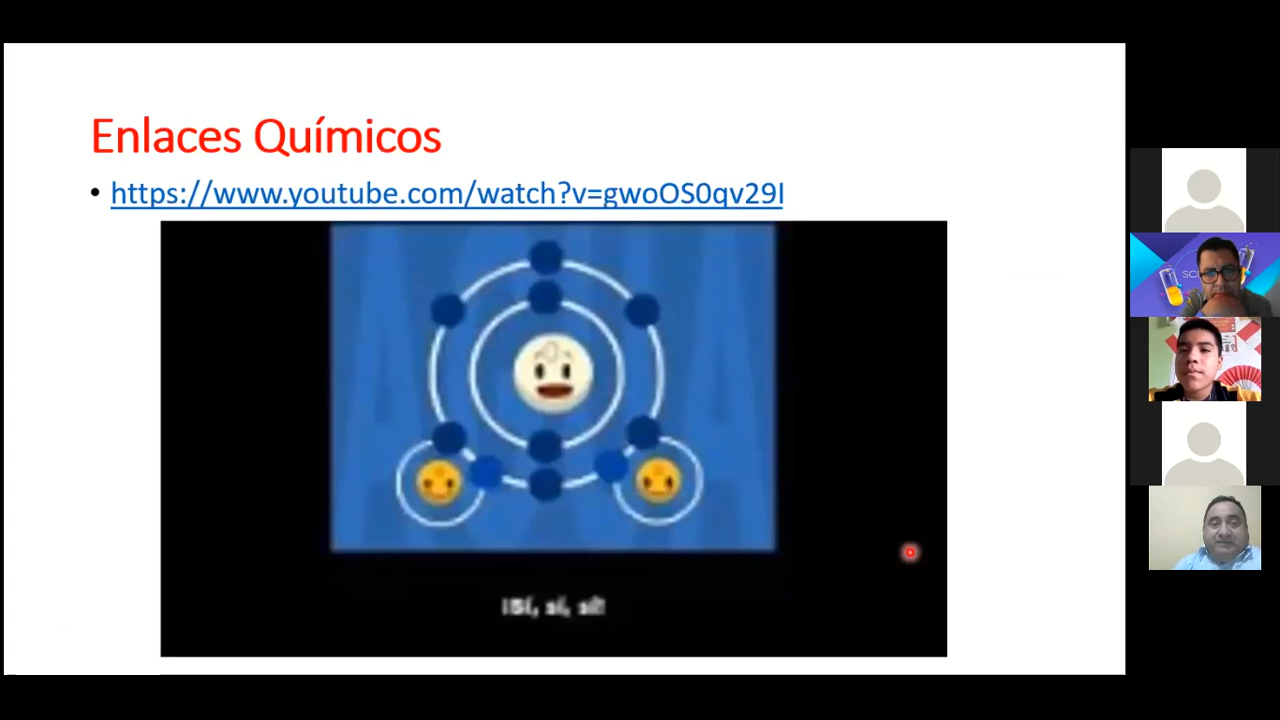 Enlaces Químicos
• https://www.youtube.com/watch?v=gwoOS0qv29I
¡Sí, sí, sí!